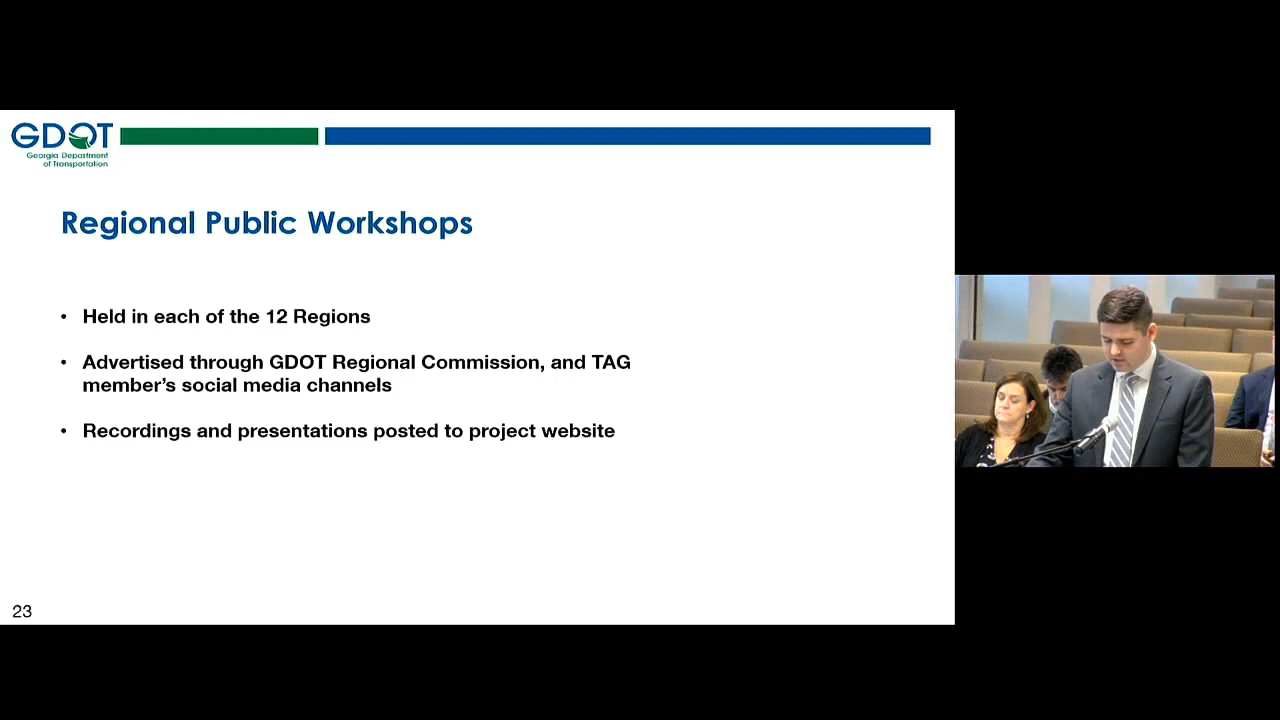 GDOT
Georgia Department
of Transportation
Regional Public Workshops
• Held in each of the 12 Regions
• Advertised through GDOT Regional Commission, and TAG
member's social media channels
• Recordings and presentations posted to project website
23